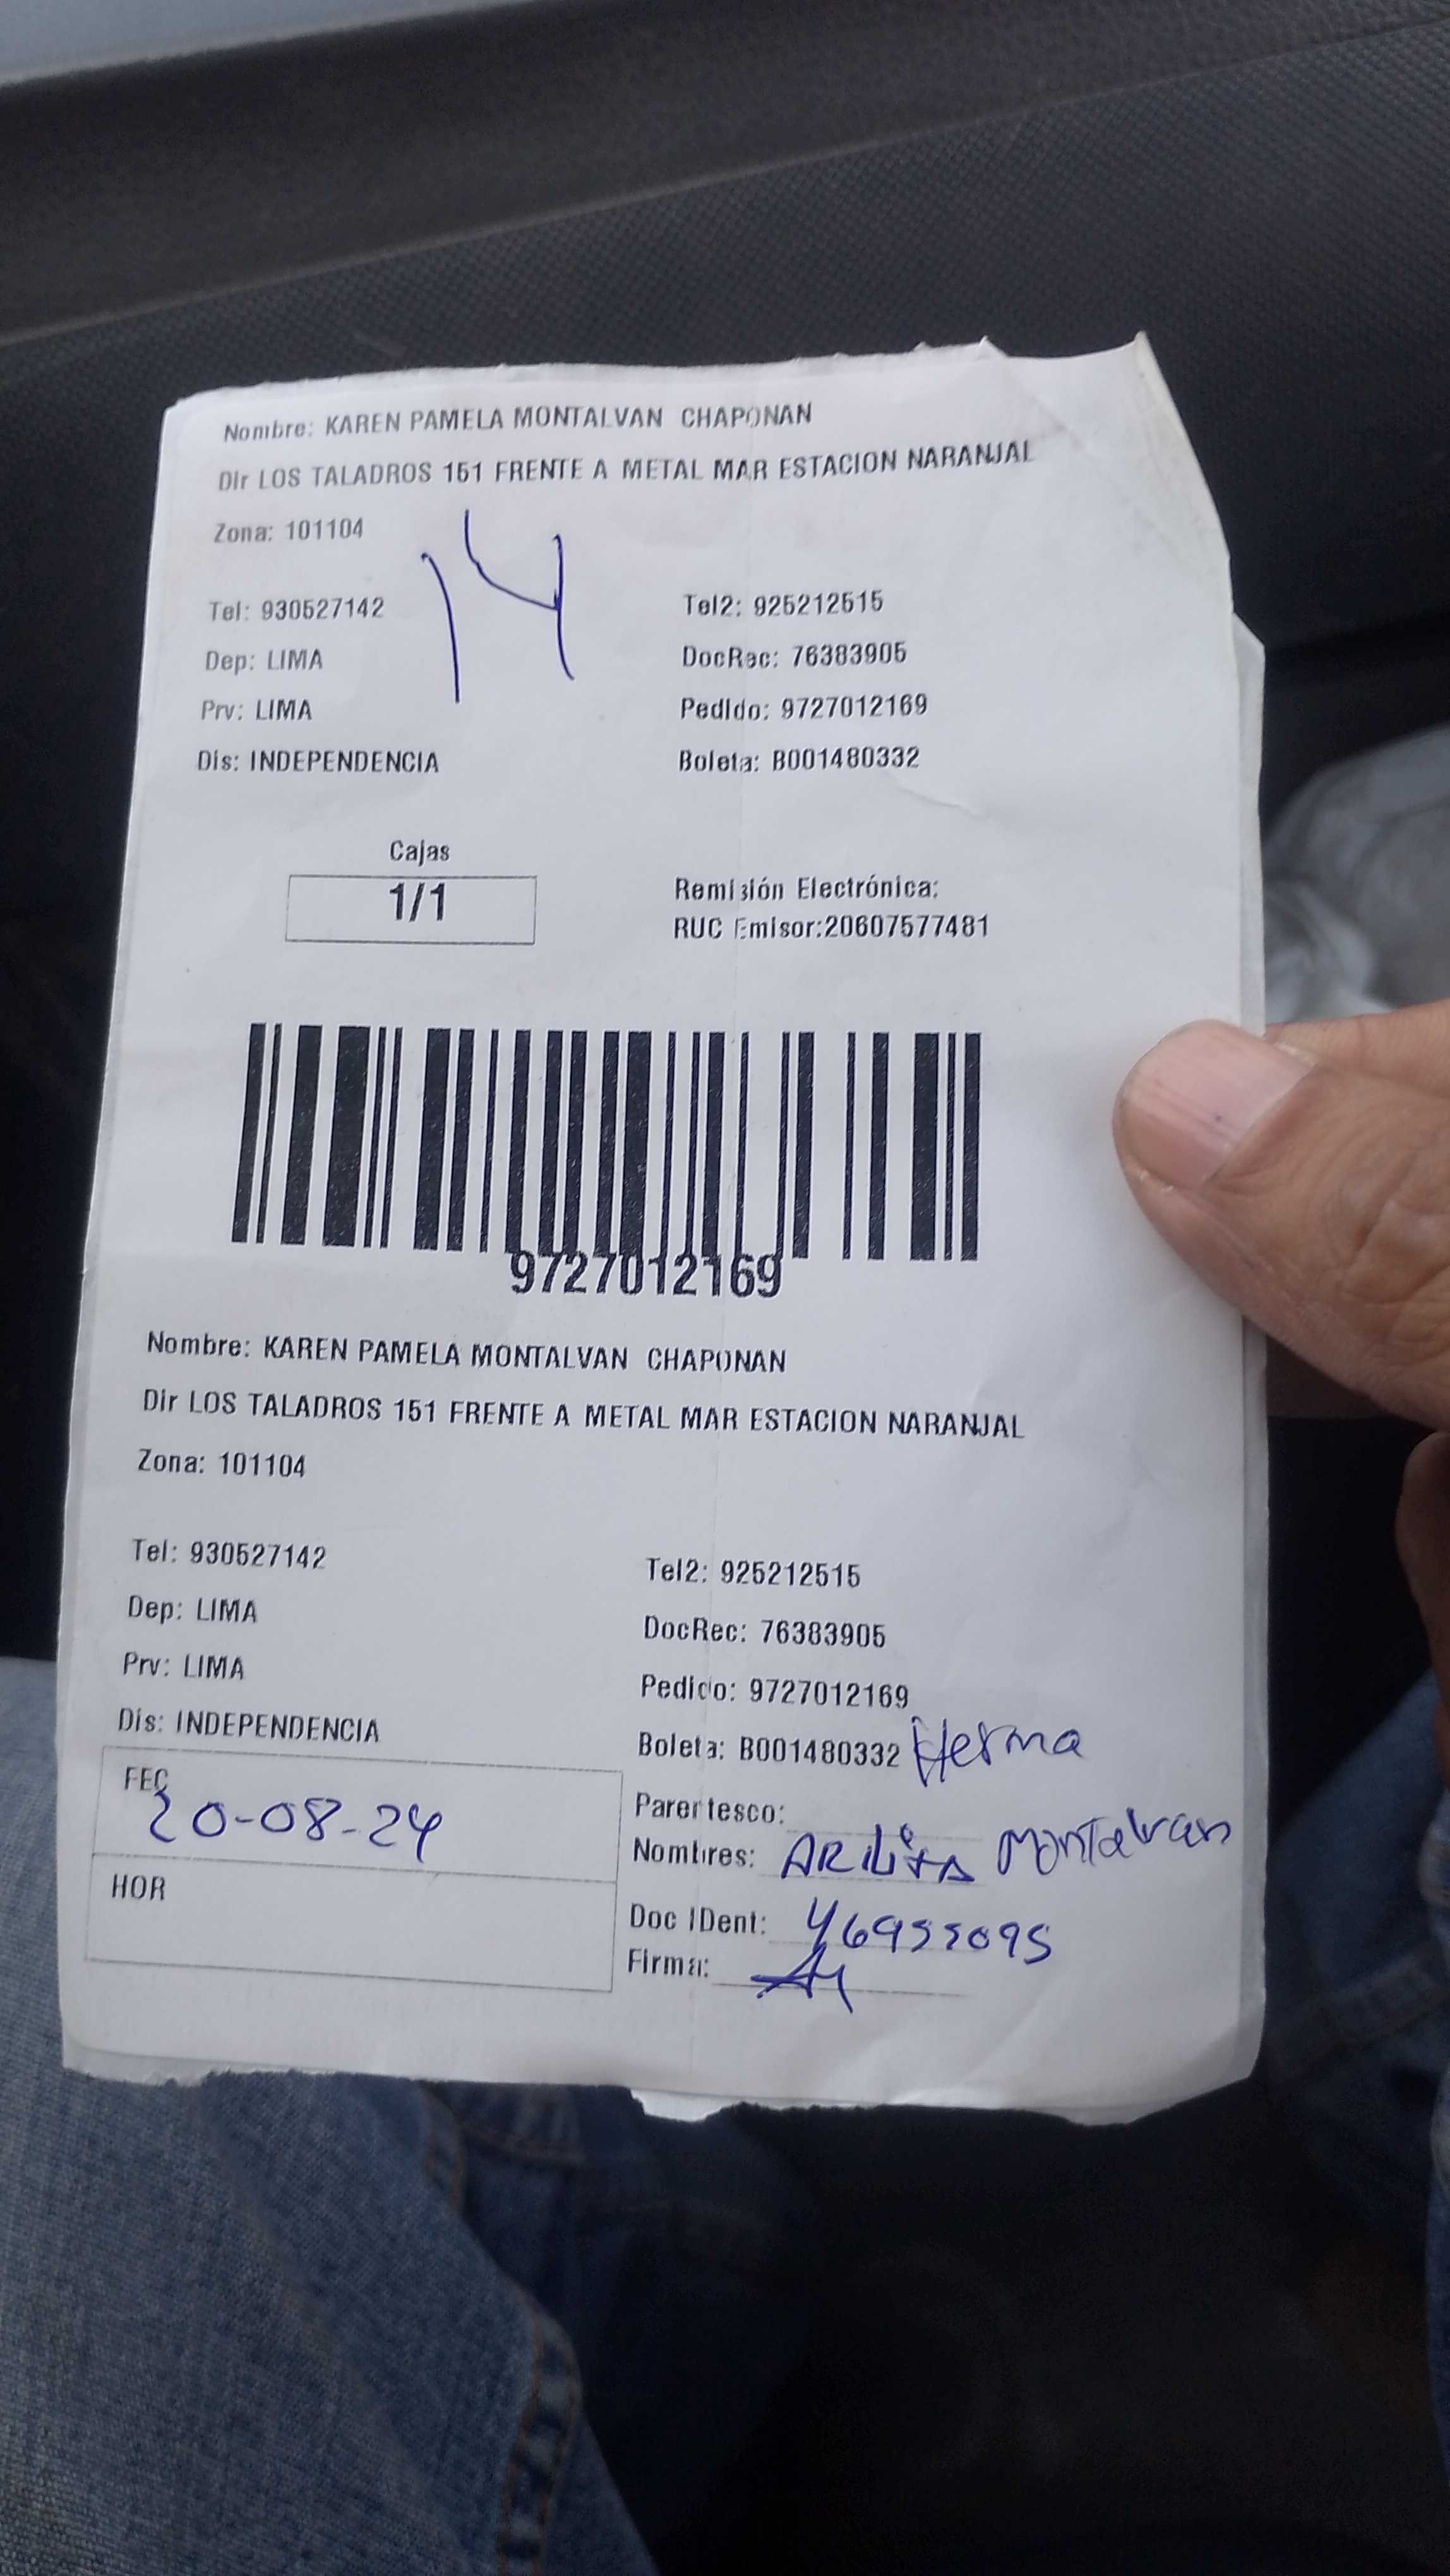 Nombre: KAREN PAMELA MONTALVAN CHAPONAN
Dir LOS TALADROS 151 FRENTE A METAL MAR ESTACION NARANJAL
Zona: 101104
14
Tel: 930527142 Tel2: 925212515
Dep: LIMA DocRec: 76383905
Prv: LIMA Pedido: 9727012169
Dis: INDEPENDENCIA Boleta: B001480332
Cajas
1/1
Remisión Electrónica:
RUC Emisor:20607577481
9727012169
Nombre: KAREN PAMELA MONTALVAN CHAPONAN
Dir LOS TALADROS 151 FRENTE A METAL MAR ESTACION NARANJAL
Zona: 101104
Tel: 930527142 Tel2: 925212515
Dep: LIMA DocRec: 76383905
Prv: LIMA Pedido: 9727012169
Dis: INDEPENDENCIA Boleta: B001480332 Herma
FEC 20-08-24
Parentesco:
Nombres: Montalvan
HOR
Doc IDent: 46955095
Firma: